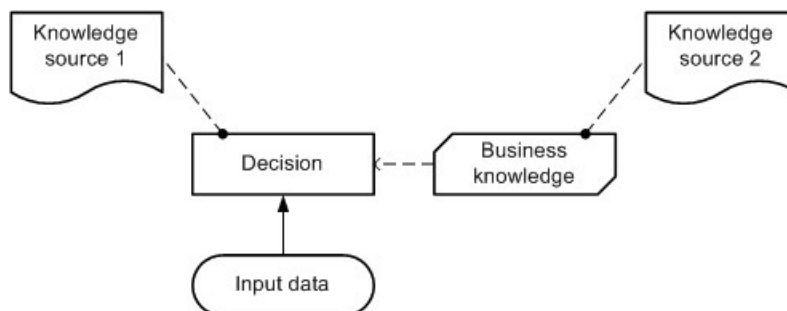 Knowledge
source 1
Knowledge
source 2
Decision
Business
knowledge
Input data